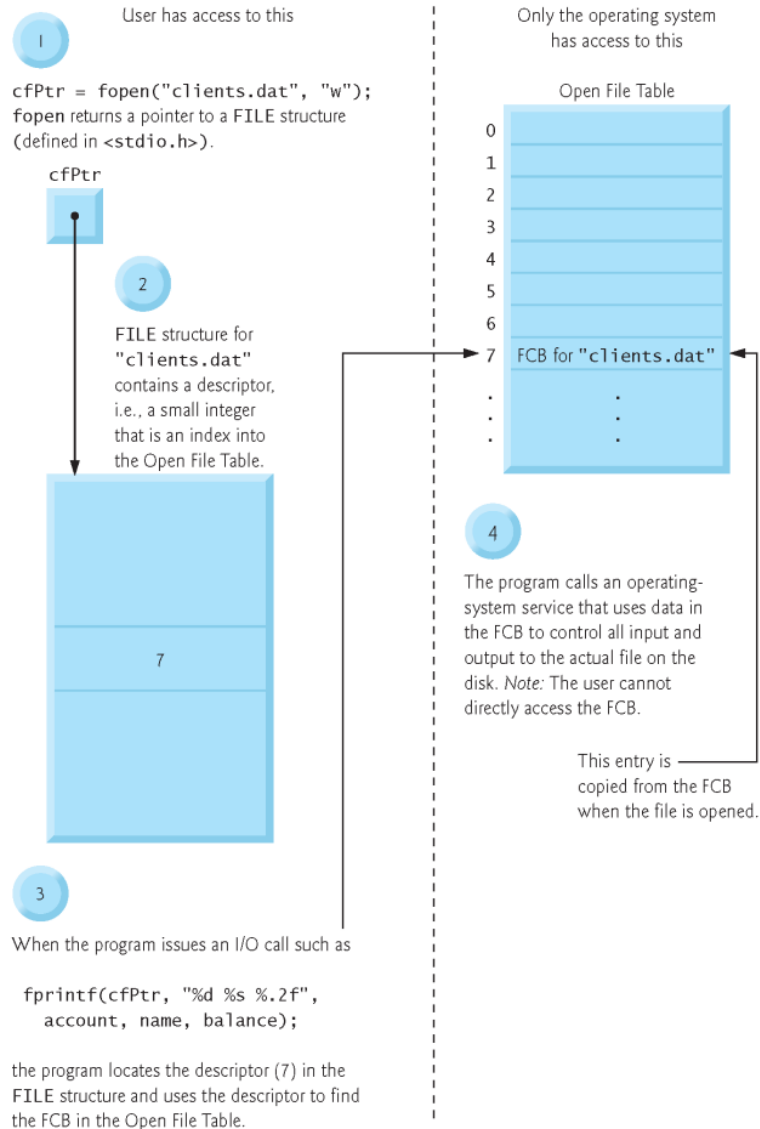 User has access to this
1
cfPtr = fopen("clients.dat", "w");
fopen returns a pointer to a FILE structure
(defined in <stdio.h>).
cfPtr
2
FILE structure for
"clients.dat"
contains a descriptor,
i.e., a small integer
that is an index into
the Open File Table.
7
3
When the program issues an I/O call such as
fprintf(cfPtr, "%d %s %.2f",
account, name, balance);
the program locates the descriptor (7) in the
FILE structure and uses the descriptor to find
the FCB in the Open File Table.
Only the operating system
has access to this
Open File Table
0
1
2
3
4
5
6
7 FCB for "clients.dat"
. .
. .
. .
4
The program calls an operating-
system service that uses data in
the FCB to control all input and
output to the actual file on the
disk. Note: The user cannot
directly access the FCB.
This entry is
copied from the FCB
when the file is opened.